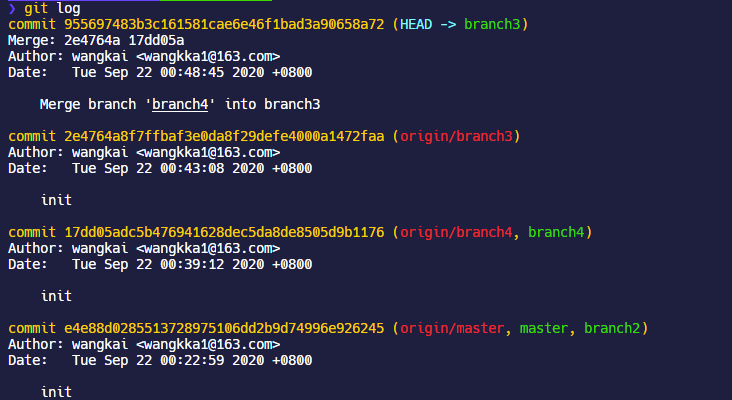 ❯ git log
commit 955697483b3c161581cae6e46f1bad3a90658a72 (HEAD -> branch3)
Merge: 2e4764a 17dd05a
Author: wangkai <wangkka1@163.com>
Date:   Tue Sep 22 00:48:45 2020 +0800
    Merge branch 'branch4' into branch3
commit 2e4764a8f7ffbaf3e0da8f29defe4000a1472faa (origin/branch3)
Author: wangkai <wangkka1@163.com>
Date:   Tue Sep 22 00:43:08 2020 +0800
    init
commit 17dd05adc5b476941628dec5da8de8505d9b1176 (origin/branch4, branch4)
Author: wangkai <wangkka1@163.com>
Date:   Tue Sep 22 00:39:12 2020 +0800
    init
commit e4e88d0285513728975106dd2b9d74996e926245 (origin/master, master, branch2)
Author: wangkai <wangkka1@163.com>
Date:   Tue Sep 22 00:22:59 2020 +0800
    init